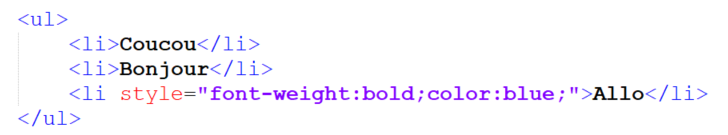 <ul>
<li>Coucou</li>
<li>Bonjour</li>
<li style="font-weight:bold;color:blue;">Allo</li>
</ul>